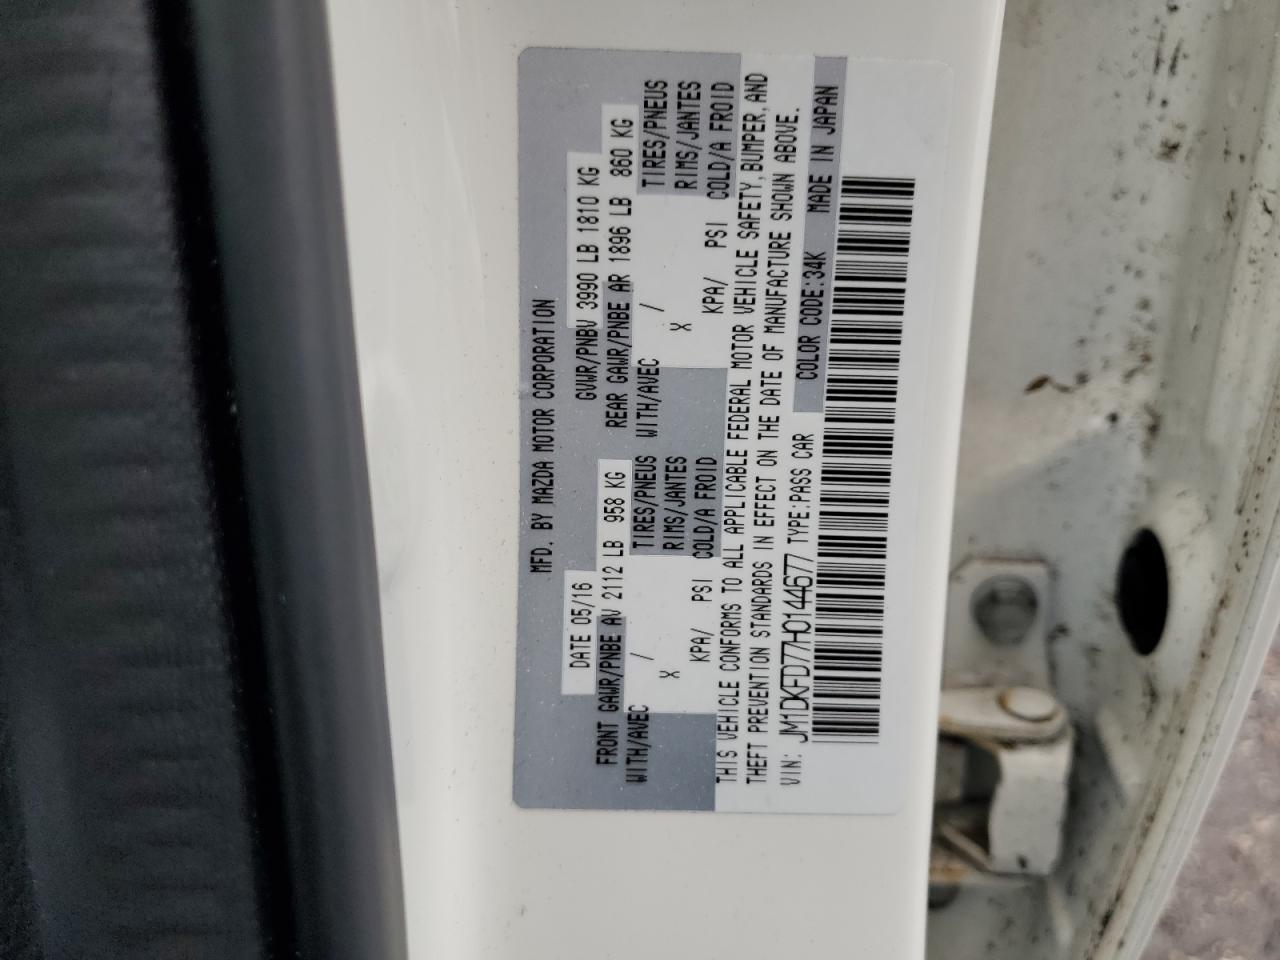 MFD. BY MAZDA MOTOR CORPORATION
DATE 05/16 GVWR/PNBV 3990 LB 1810 KG
FRONT GAWR/PNBE AV 2112 LB 958 KG REAR GAWR/PNBE AR 1896 LB 860 KG
WITH/AVEC / TIRES/PNEUS WITH/AVEC / TIRES/PNEUS
X RIMS/JANTES X RIMS/JANTES
KPA/ PSI COLD/A FROID KPA/ PSI COLD/A FROID
THIS VEHICLE CONFORMS TO ALL APPLICABLE FEDERAL MOTOR VEHICLE SAFETY, BUMPER, AND
THEFT PREVENTION STANDARDS IN EFFECT ON THE DATE OF MANUFACTURE SHOWN ABOVE.
VIN: JM1DKFD77H0144677 TYPE:PASS CAR COLOR CODE:34K MADE IN JAPAN